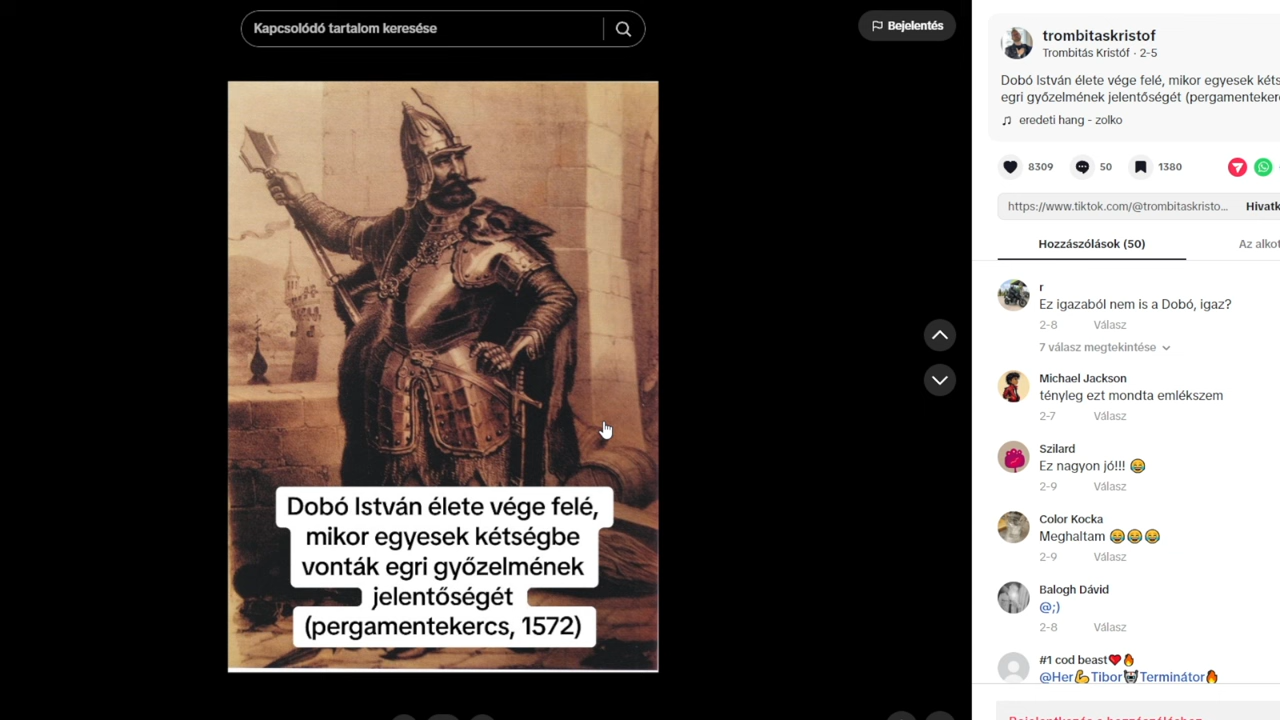 Kapcsolódó tartalom keresése
Bejelentés
Dobó István élete vége felé,
mikor egyesek kétségbe
vonták egri győzelmének
jelentőségét
(pergamentekercs, 1572)
trombitaskristof
Trombitás Kristóf · 2-5
Dobó István élete vége felé, mikor egyesek kéts
egri győzelmének jelentőségét (pergamenteker
eredeti hang - zolko
8309
50
1380
https://www.tiktok.com/@trombitaskristo...
Hivatk
Hozzászólások (50)
Az alkot
r
Ez igazaból nem is a Dobó, igaz?
2-8 Válasz
7 válasz megtekintése
Michael Jackson
tényleg ezt mondta emlékszem
2-7 Válasz
Szilard
Ez nagyon jó!!! 😂
2-9 Válasz
Color Kocka
Meghaltam 😂😂😂
2-9 Válasz
Balogh Dávid
@;)
2-8 Válasz
#1 cod beast❤️🔥
@Her💪Tibor🐺Terminátor🔥